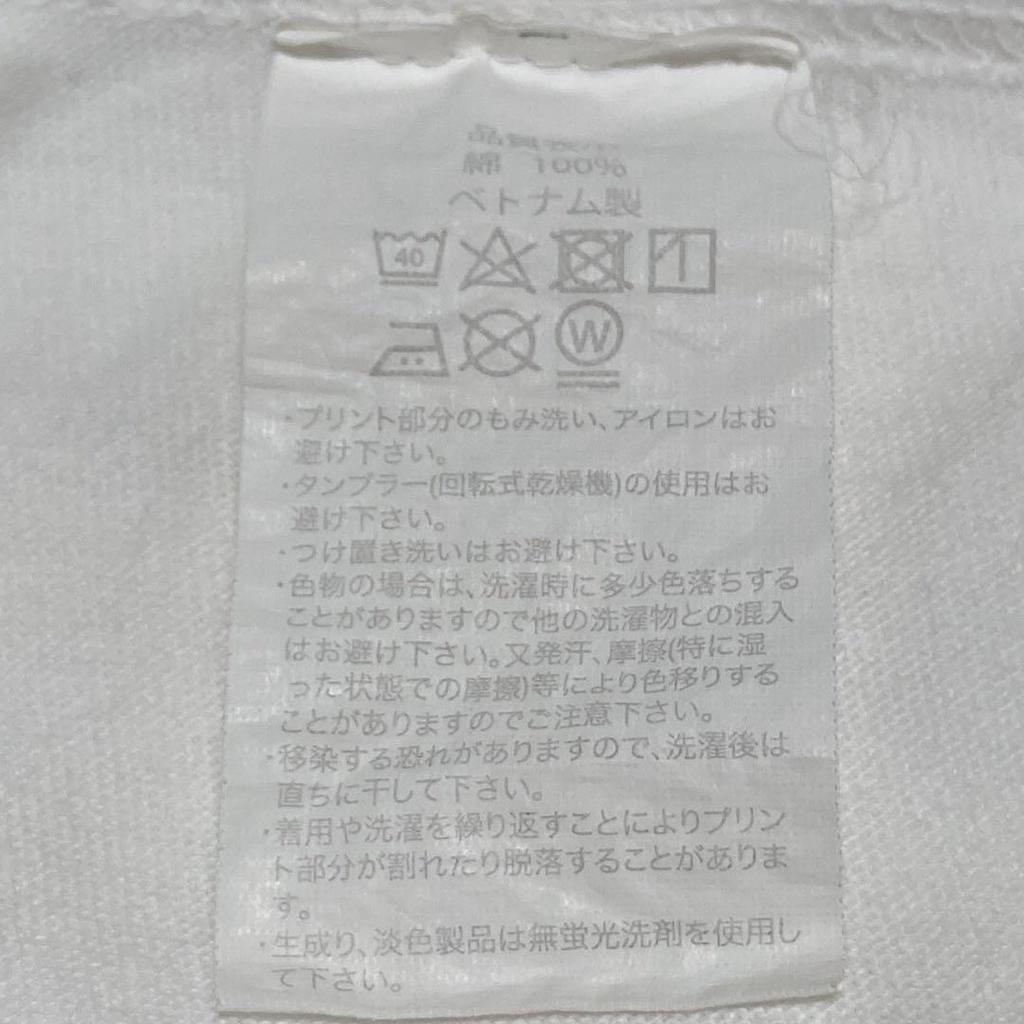 品質表示
綿 100%
ベトナム製
40
W
・プリント部分のもみ洗い、アイロンはお
避け下さい。
・タンブラー(回転式乾燥機)の使用はお
避け下さい。
・つけ置き洗いはお避け下さい。
・色物の場合は、洗濯時に多少色落ちする
ことがありますので他の洗濯物との混入
はお避け下さい。又発汗、摩擦(特に湿
った状態での摩擦)等により色移りする
ことがありますのでご注意下さい。
・移染する恐れがありますので、洗濯後は
直ちに干して下さい。
・着用や洗濯を繰り返すことによりプリン
ト部分が割れたり脱落することがありま
す。
・生成り、淡色製品は無蛍光洗剤を使用し
て下さい。